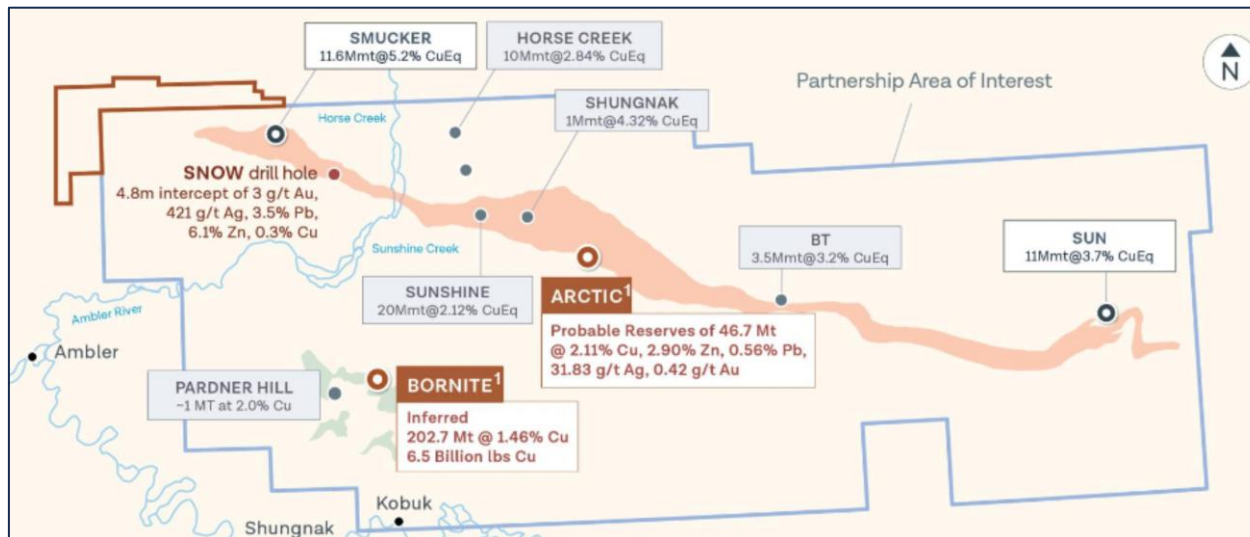 SMUCKER
11.6Mmt@5.2% CuEq
HORSE CREEK
10Mmt@2.84% CuEq
N
Partnership Area of Interest
SHUNGNAK
1Mmt@4.32% CuEq
Horse Creek
SNOW drill hole
4.8m intercept of 3 g/t Au,
421 g/t Ag, 3.5% Pb,
6.1% Zn, 0.3% Cu
Sunshine Creek
BT
3.5Mmt@3.2% CuEq
SUN
11Mmt@3.7% CuEq
SUNSHINE
20Mmt@2.12% CuEq
ARCTIC¹
Probable Reserves of 46.7 Mt
@ 2.11% Cu, 2.90% Zn, 0.56% Pb,
31.83 g/t Ag, 0.42 g/t Au
Ambler River
Ambler
PARDNER HILL
~1 MT at 2.0% Cu
BORNITE¹
Inferred
202.7 Mt @ 1.46% Cu
6.5 Billion lbs Cu
Kobuk
Shungnak